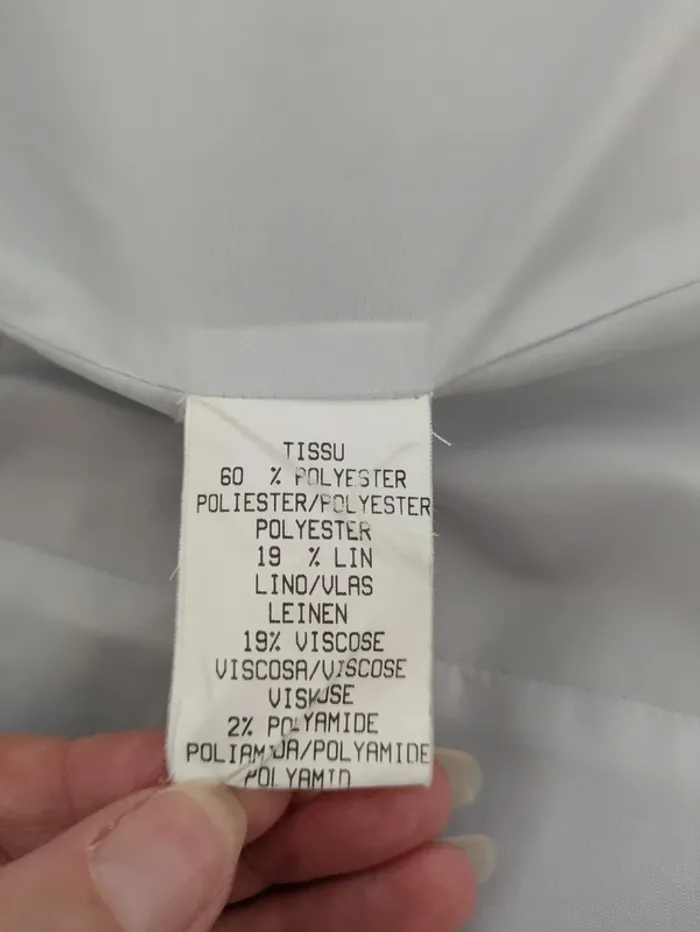 TISSU
60 % POLYESTER
POLIESTER/POLYESTER
POLYESTER
19 % LIN
LINO/VLAS
LEINEN
19% VISCOSE
VISCOSA/VISCOSE
VISKOSE
2% POLYAMIDE
POLIAMIDA/POLYAMIDE
POLYAMID